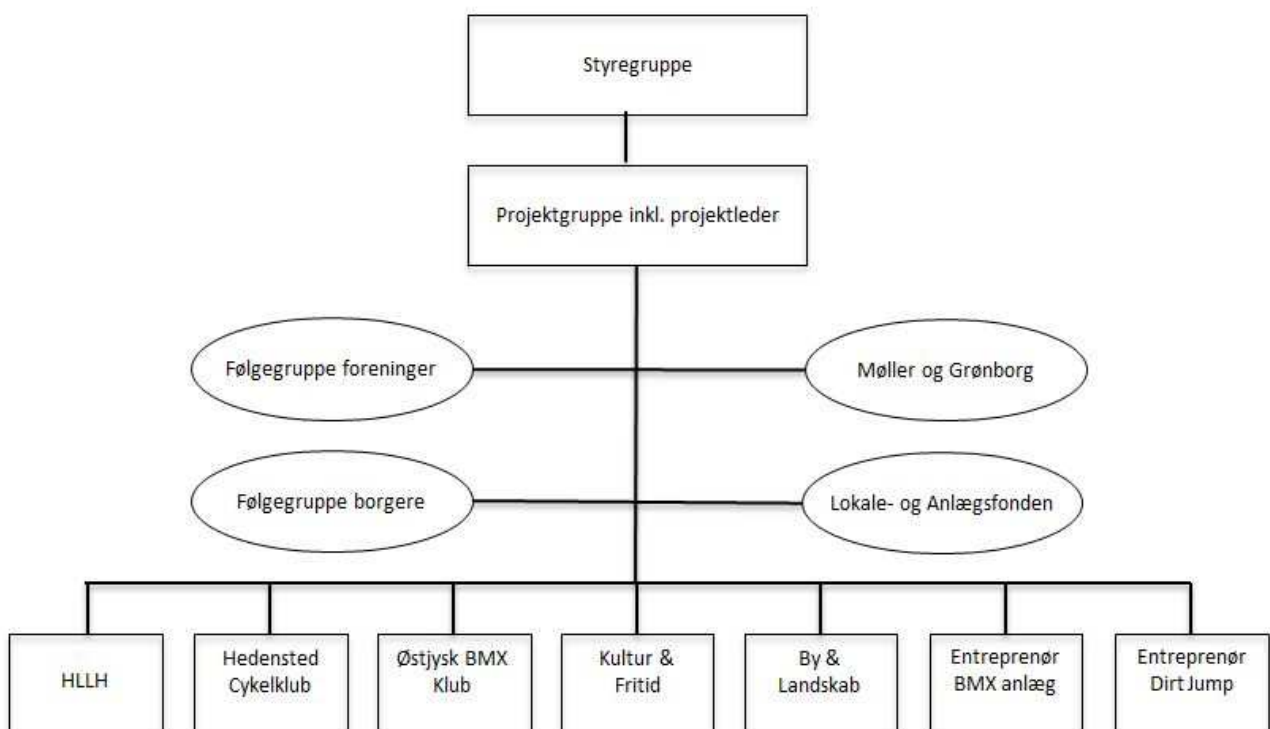 Styregruppe
Projektgruppe inkl. projektleder
Følgegruppe foreninger
Møller og Grønborg
Følgegruppe borgere
Lokale- og Anlægsfonden
HLLH
Hedensted
Cykelklub
Østjysk BMX
Klub
Kultur &
Fritid
By &
Landskab
Entreprenør
BMX anlæg
Entreprenør
Dirt Jump